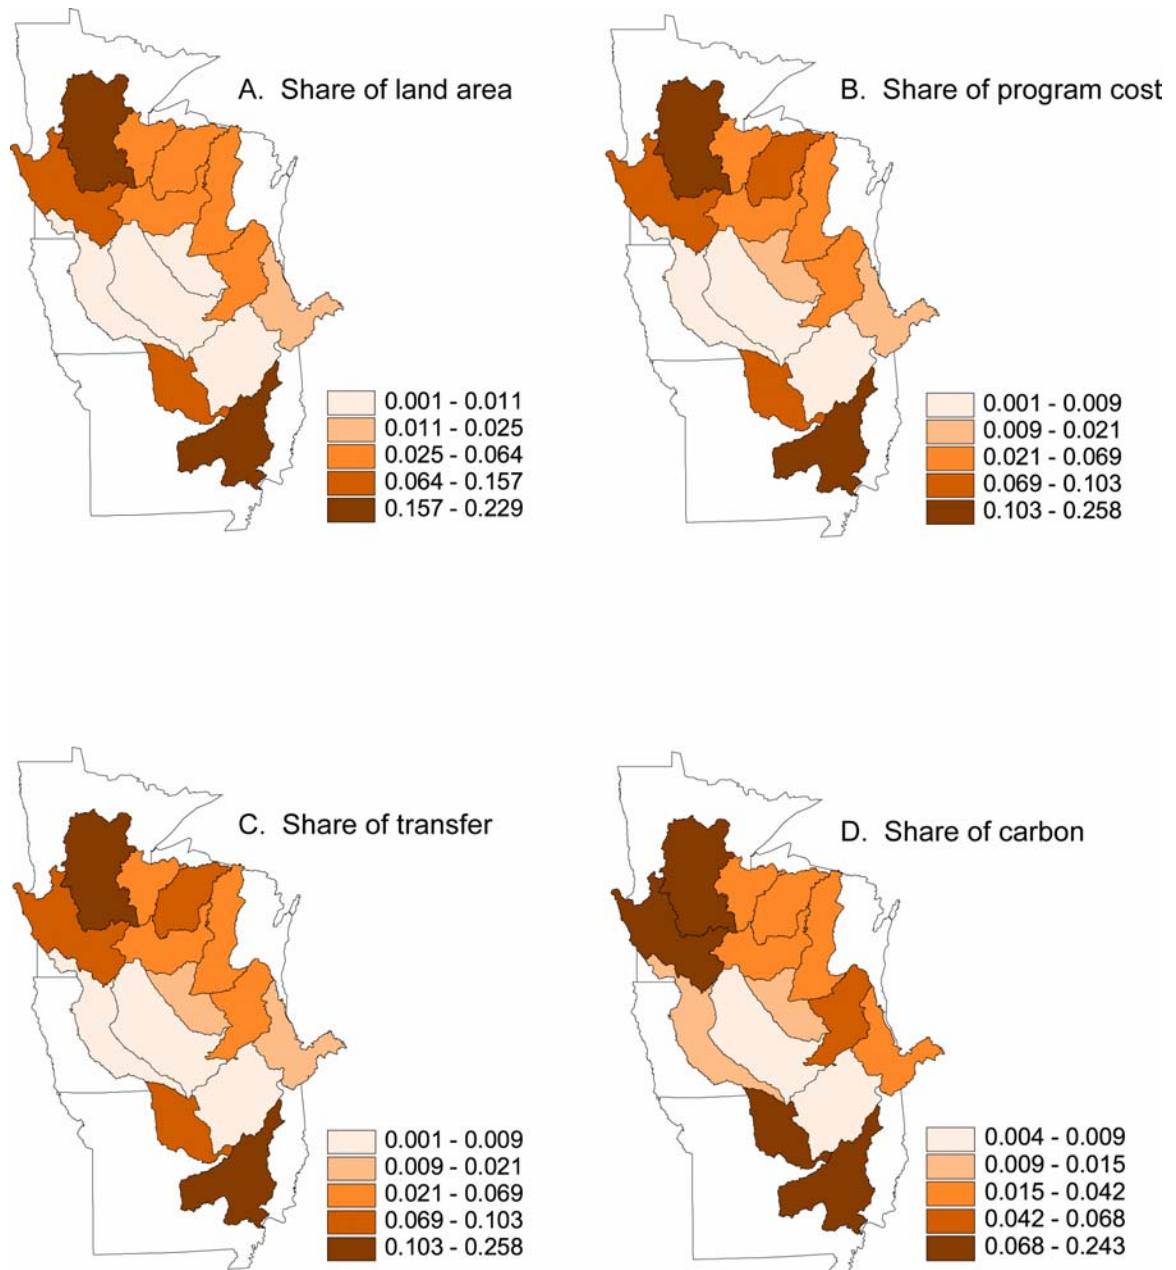 A. Share of land area
0.001 - 0.011
0.011 - 0.025
0.025 - 0.064
0.064 - 0.157
0.157 - 0.229
B. Share of program cost
0.001 - 0.009
0.009 - 0.021
0.021 - 0.069
0.069 - 0.103
0.103 - 0.258
C. Share of transfer
0.001 - 0.009
0.009 - 0.021
0.021 - 0.069
0.069 - 0.103
0.103 - 0.258
D. Share of carbon
0.004 - 0.009
0.009 - 0.015
0.015 - 0.042
0.042 - 0.068
0.068 - 0.243